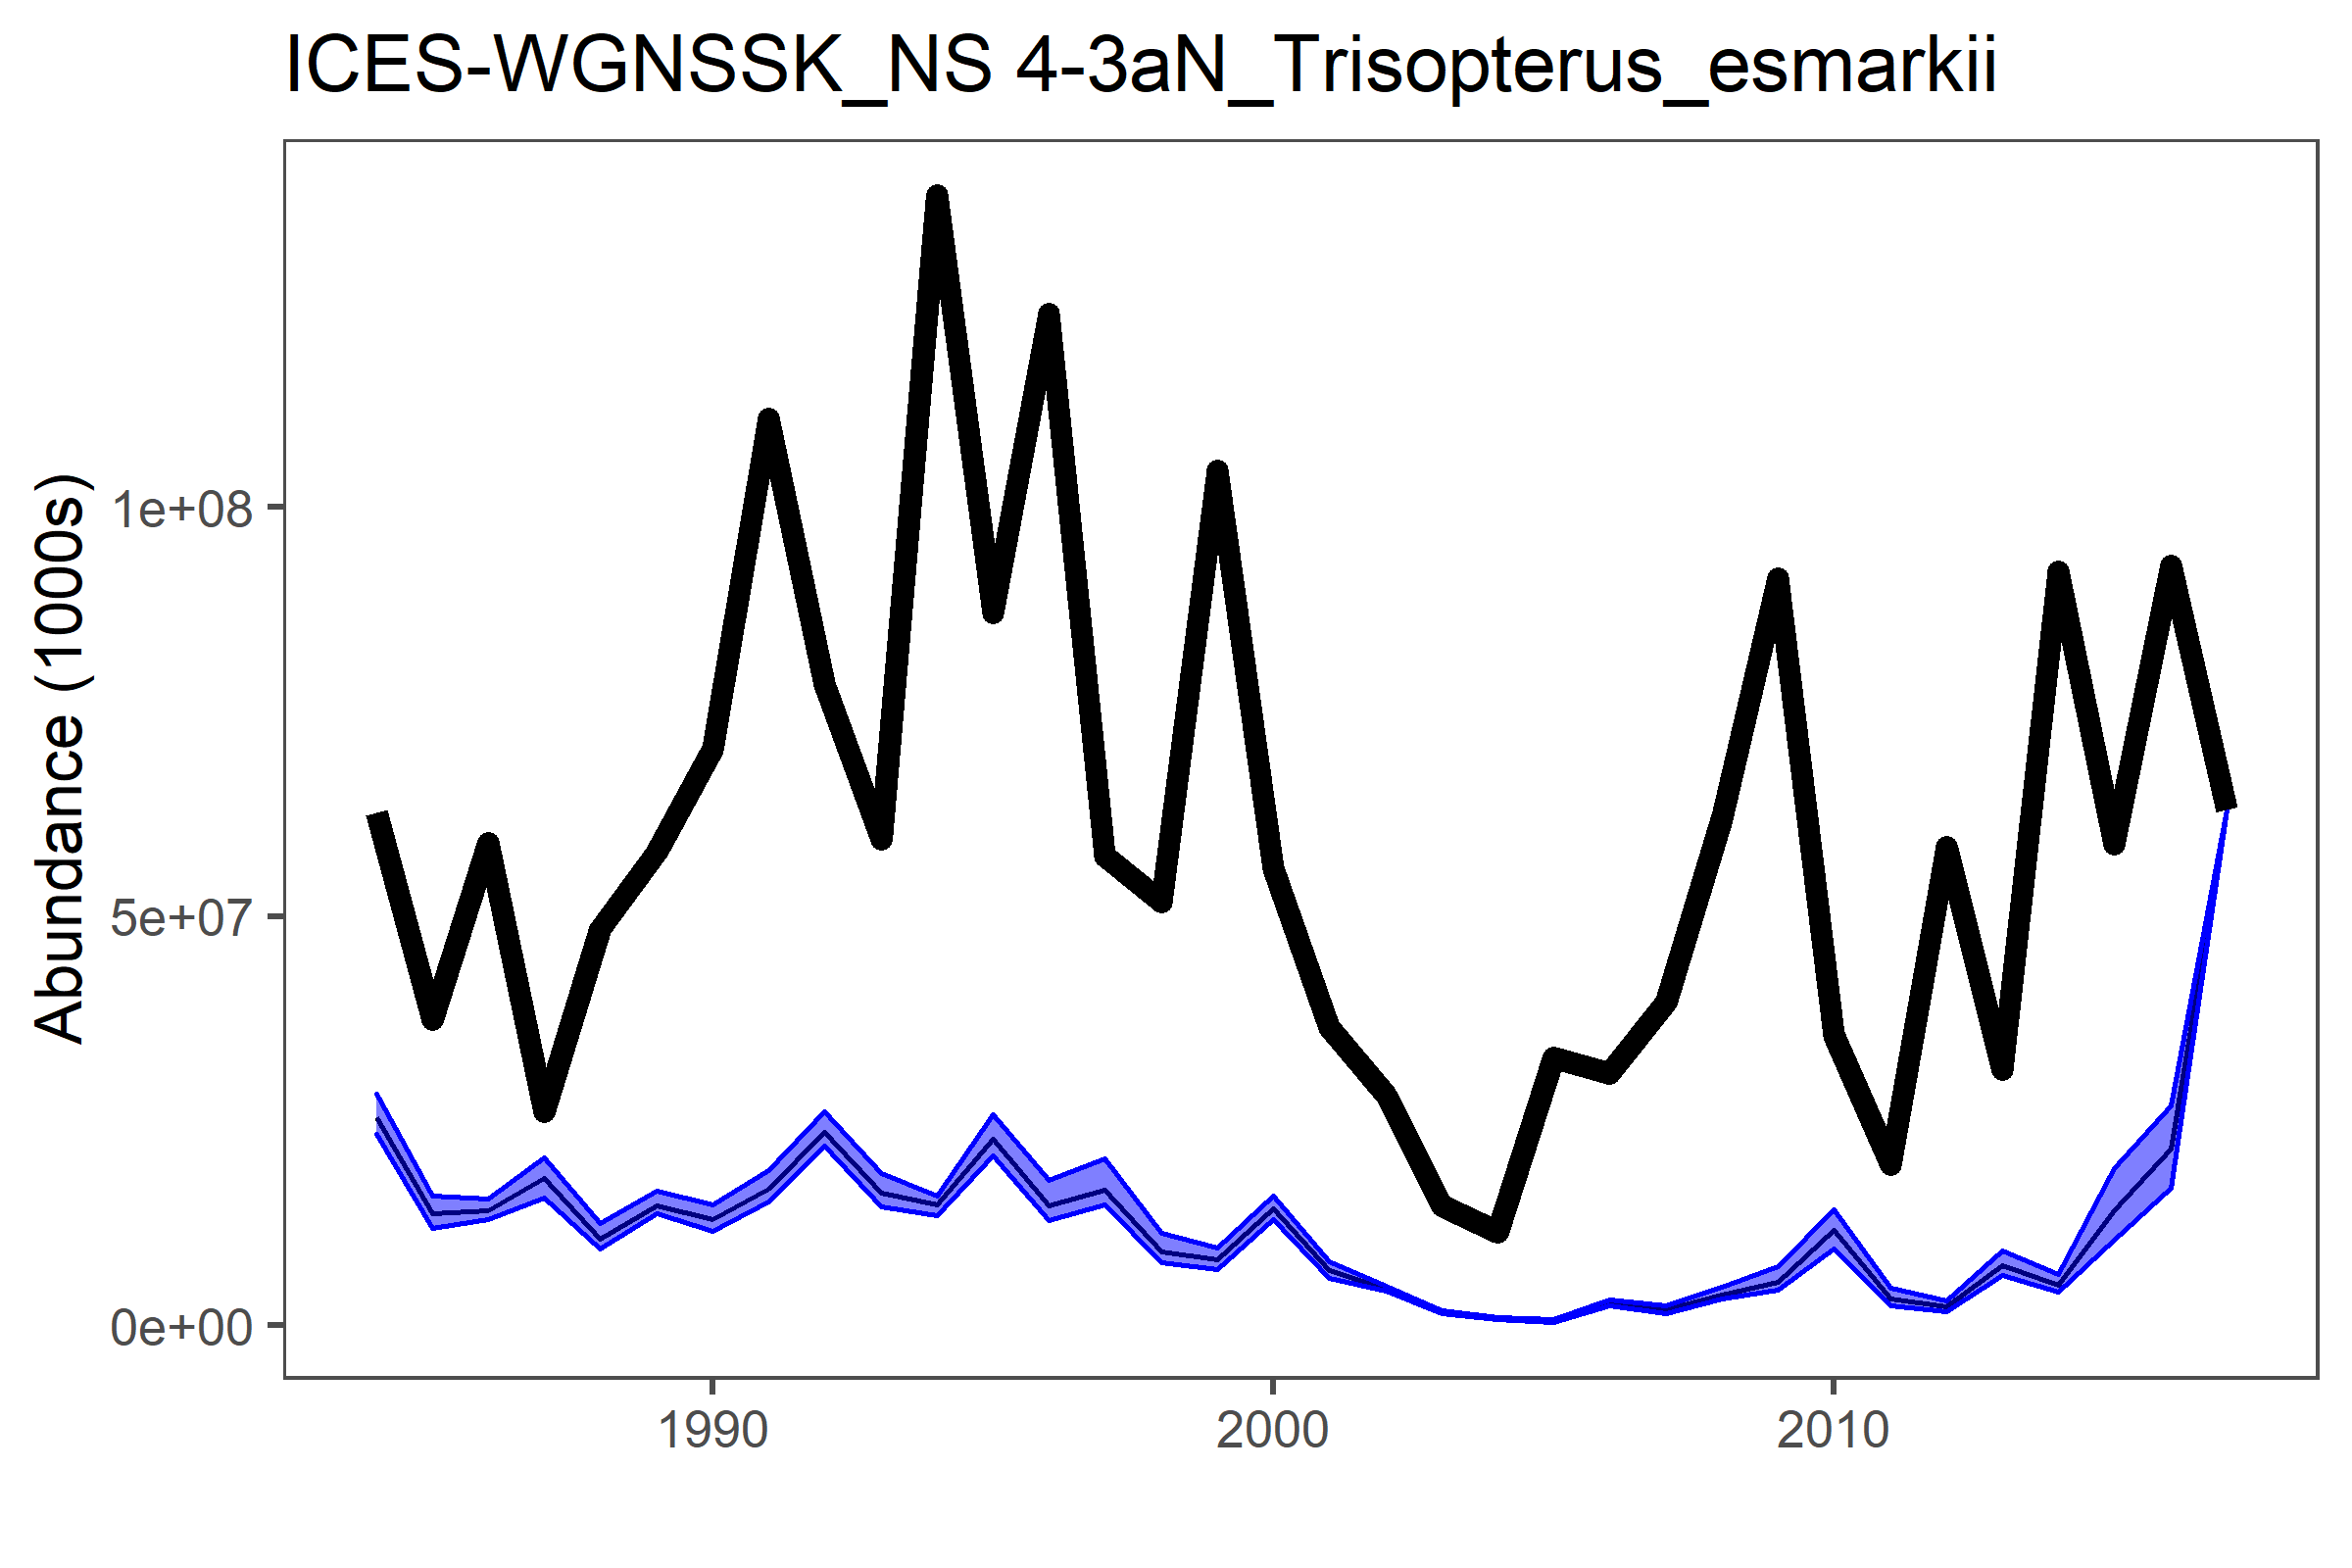 ICES-WGNSSK_NS 4-3aN_Trisopterus_esmarkii
Abundance (1000s)
1e+08
5e+07
0e+00
1990
2000
2010